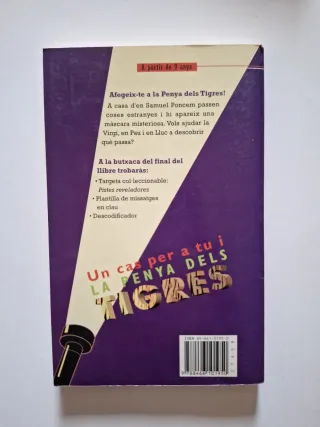 A partir de 9 anys
Afegeix-te a la Penya dels Tigres!
A casa d'en Samuel Poncam passen
coses estranyes i hi apareix una
màscara misteriosa. Vols ajudar la
Virgi, en Peu i en Lluc a descobrir
què passa?
A la butxaca del final del
llibre trobaràs:
• Targeta col·leccionable:
Pistes reveladores
• Plantilla de missatges
en clau
• Descodificador
Un cas per a tu i
LA PENYA DELS
TIGRES